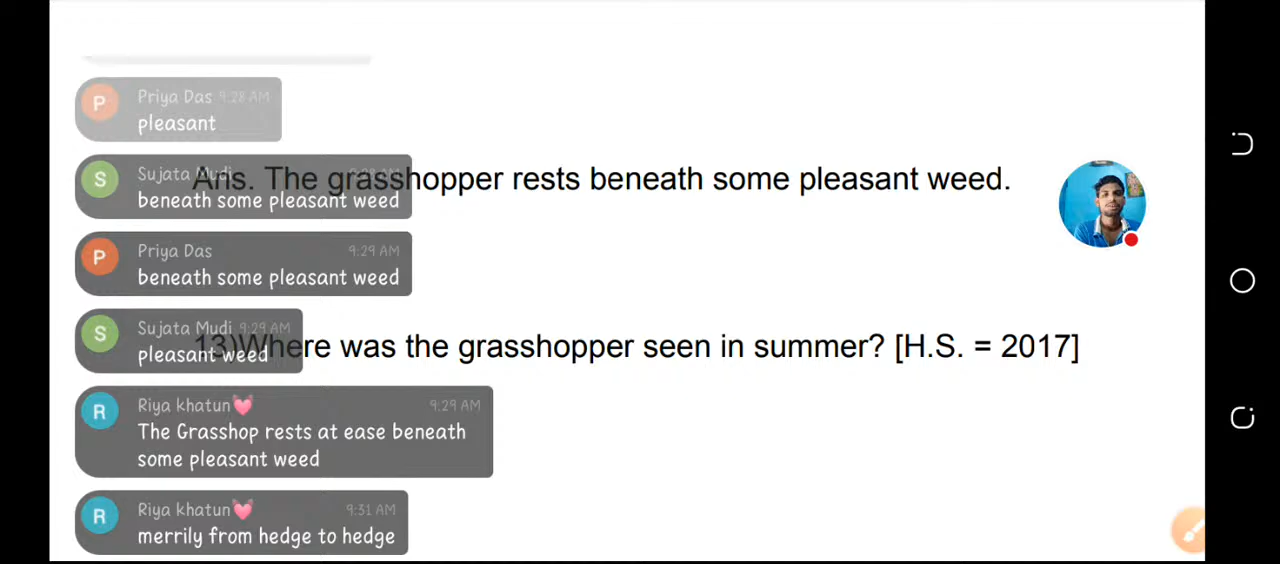 P
Priya Das 9:28 AM
pleasant
S
Sujata Mudi
beneath some pleasant weed
Ans. The grasshopper rests beneath some pleasant weed.
P
Priya Das 9:29 AM
beneath some pleasant weed
S
Sujata Mudi 9:29 AM
pleasant weed
13)Where was the grasshopper seen in summer? [H.S. = 2017]
R
Riya khatun💓 9:29 AM
The Grasshop rests at ease beneath
some pleasant weed
R
Riya khatun💓 9:31 AM
merrily from hedge to hedge